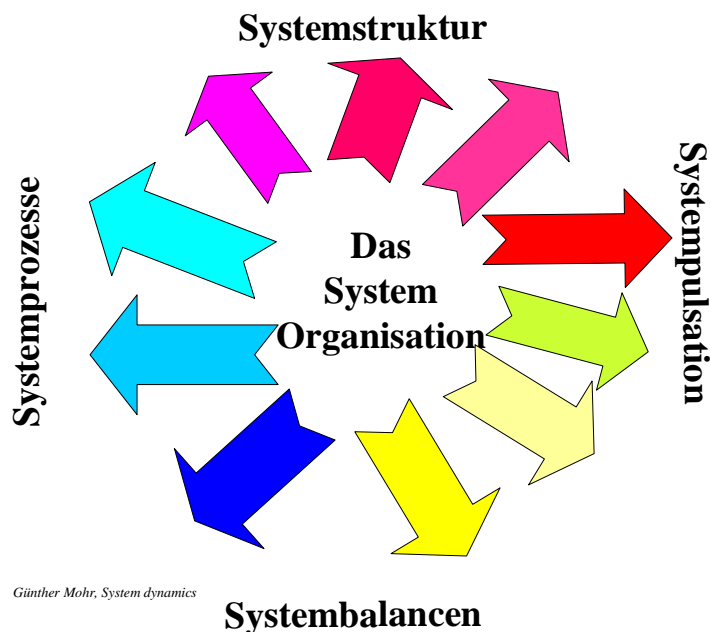 Systemstruktur
Systemprozesse
Das
System
Organisation
Systempulsation
Günther Mohr, System dynamics
Systembalancen